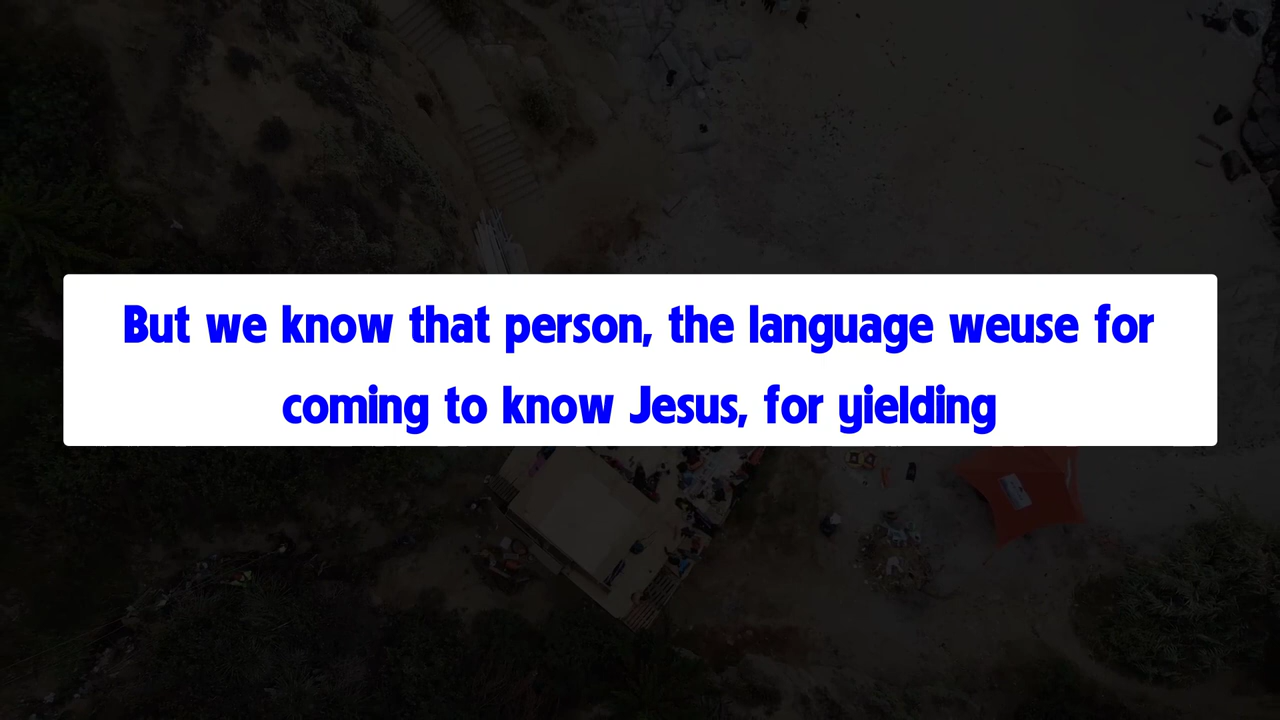 But we know that person, the language weuse for
coming to know Jesus, for yielding